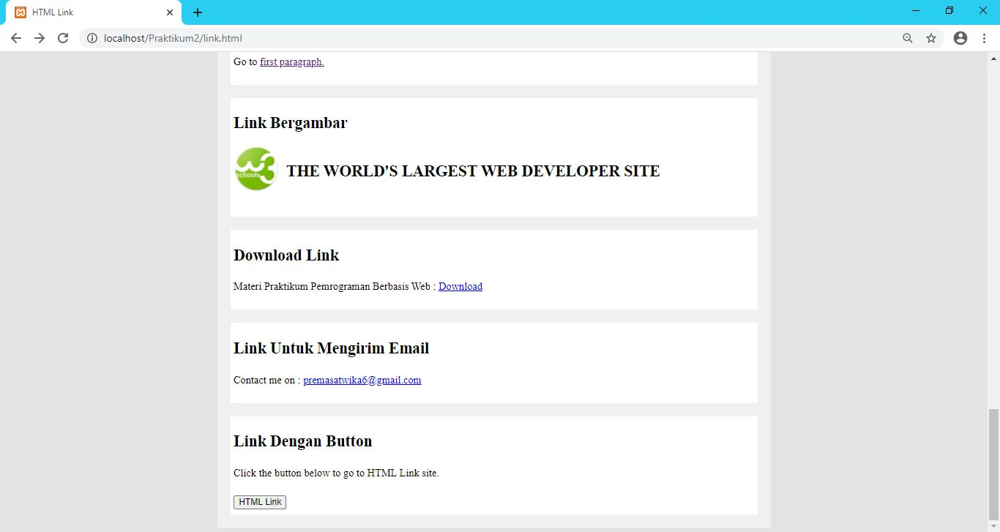 HTML Link
localhost/Praktikum2/link.html
Go to first paragraph.
Link Bergambar
w3
schools
THE WORLD'S LARGEST WEB DEVELOPER SITE
Download Link
Materi Praktikum Pemrograman Berbasis Web : Download
Link Untuk Mengirim Email
Contact me on : premasatwika6@gmail.com
Link Dengan Button
Click the button below to go to HTML Link site.
HTML Link